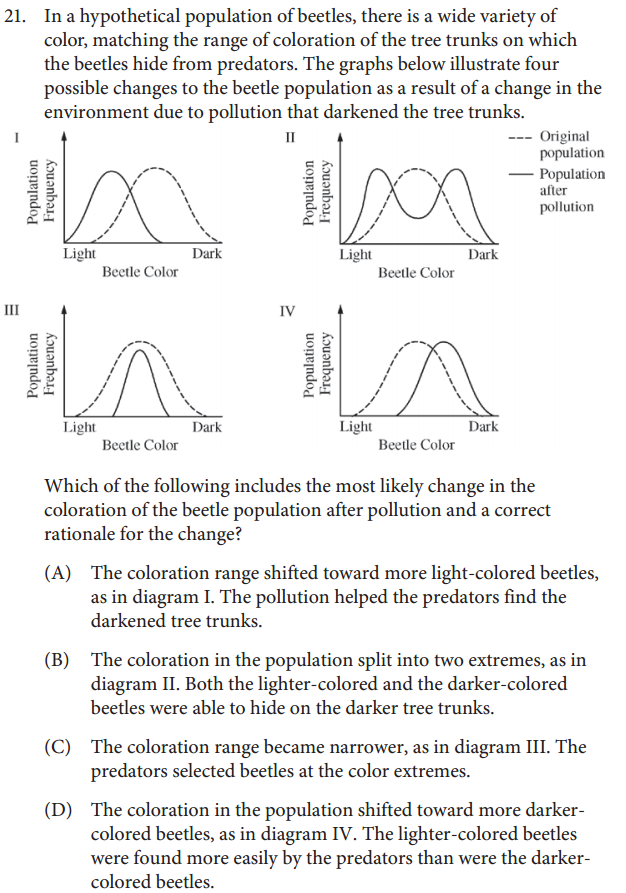 21. In a hypothetical population of beetles, there is a wide variety of
color, matching the range of coloration of the tree trunks on which
the beetles hide from predators. The graphs below illustrate four
possible changes to the beetle population as a result of a change in the
environment due to pollution that darkened the tree trunks.
I
Population
Frequency
Light Dark
Beetle Color
II
Population
Frequency
Light Dark
Beetle Color
Original
population
Population
after
pollution
III
Population
Frequency
Light Dark
Beetle Color
IV
Population
Frequency
Light Dark
Beetle Color
Which of the following includes the most likely change in the
coloration of the beetle population after pollution and a correct
rationale for the change?
(A) The coloration range shifted toward more light-colored beetles,
as in diagram I. The pollution helped the predators find the
darkened tree trunks.
(B) The coloration in the population split into two extremes, as in
diagram II. Both the lighter-colored and the darker-colored
beetles were able to hide on the darker tree trunks.
(C) The coloration range became narrower, as in diagram III. The
predators selected beetles at the color extremes.
(D) The coloration in the population shifted toward more darker-
colored beetles, as in diagram IV. The lighter-colored beetles
were found more easily by the predators than were the darker-
colored beetles.